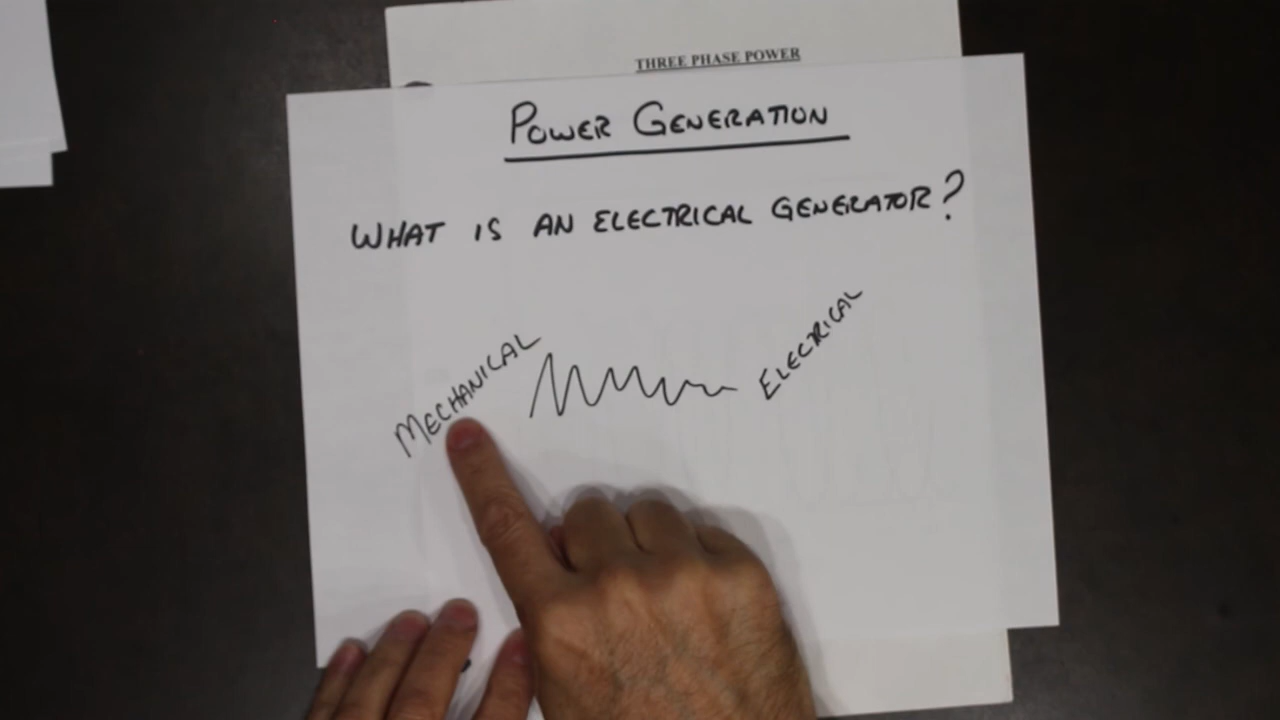 THREE PHASE POWER
POWER GENERATION
WHAT IS AN ELECTRICAL GENERATOR?
MECHANICAL
ELECTRICAL